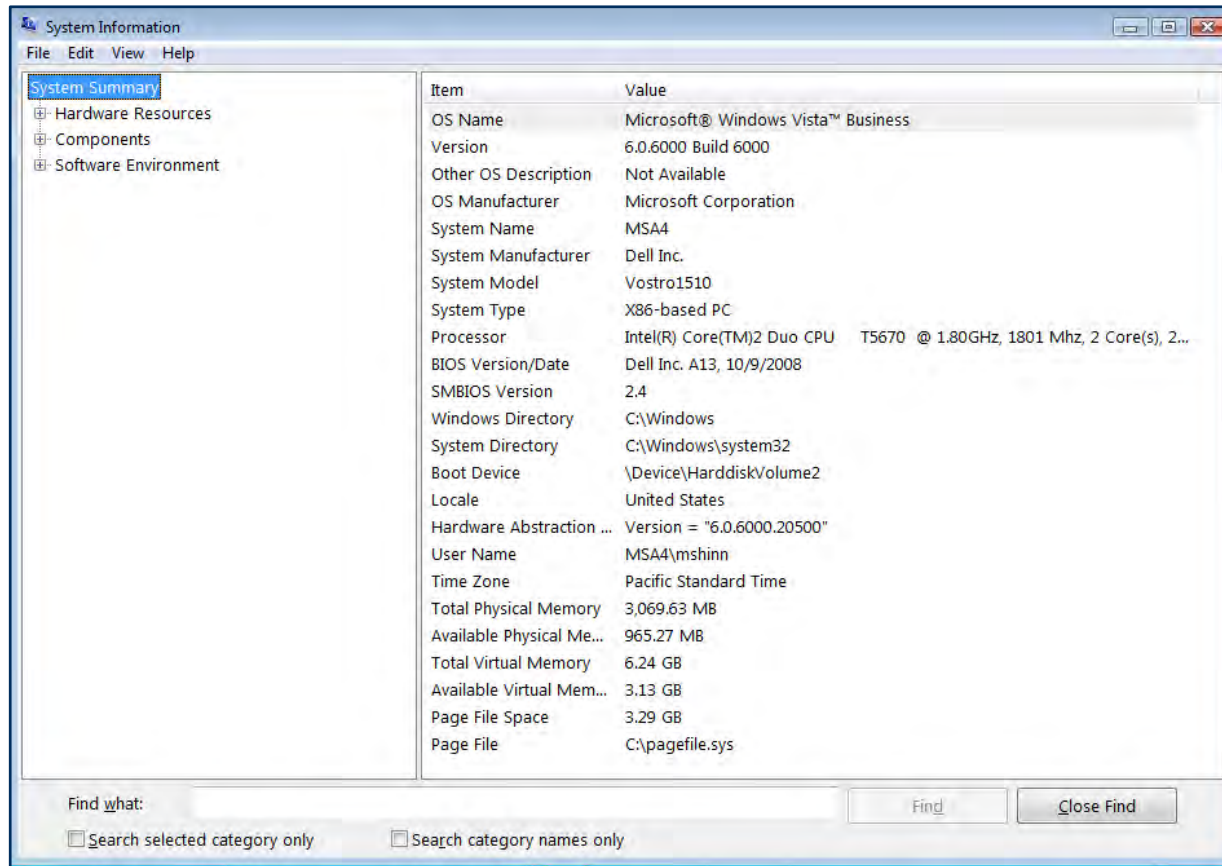 System Information
File Edit View Help
System Summary
Hardware Resources
Components
Software Environment
Item Value
OS Name Microsoft® Windows Vista™ Business
Version 6.0.6000 Build 6000
Other OS Description Not Available
OS Manufacturer Microsoft Corporation
System Name MSA4
System Manufacturer Dell Inc.
System Model Vostro1510
System Type X86-based PC
Processor Intel(R) Core(TM)2 Duo CPU T5670 @ 1.80GHz, 1801 Mhz, 2 Core(s), 2...
BIOS Version/Date Dell Inc. A13, 10/9/2008
SMBIOS Version 2.4
Windows Directory C:\Windows
System Directory C:\Windows\system32
Boot Device \Device\HarddiskVolume2
Locale United States
Hardware Abstraction ... Version = "6.0.6000.20500"
User Name MSA4\mshinn
Time Zone Pacific Standard Time
Total Physical Memory 3,069.63 MB
Available Physical Me... 965.27 MB
Total Virtual Memory 6.24 GB
Available Virtual Mem... 3.13 GB
Page File Space 3.29 GB
Page File C:\pagefile.sys
Find what: Find Close Find
Search selected category only Search category names only